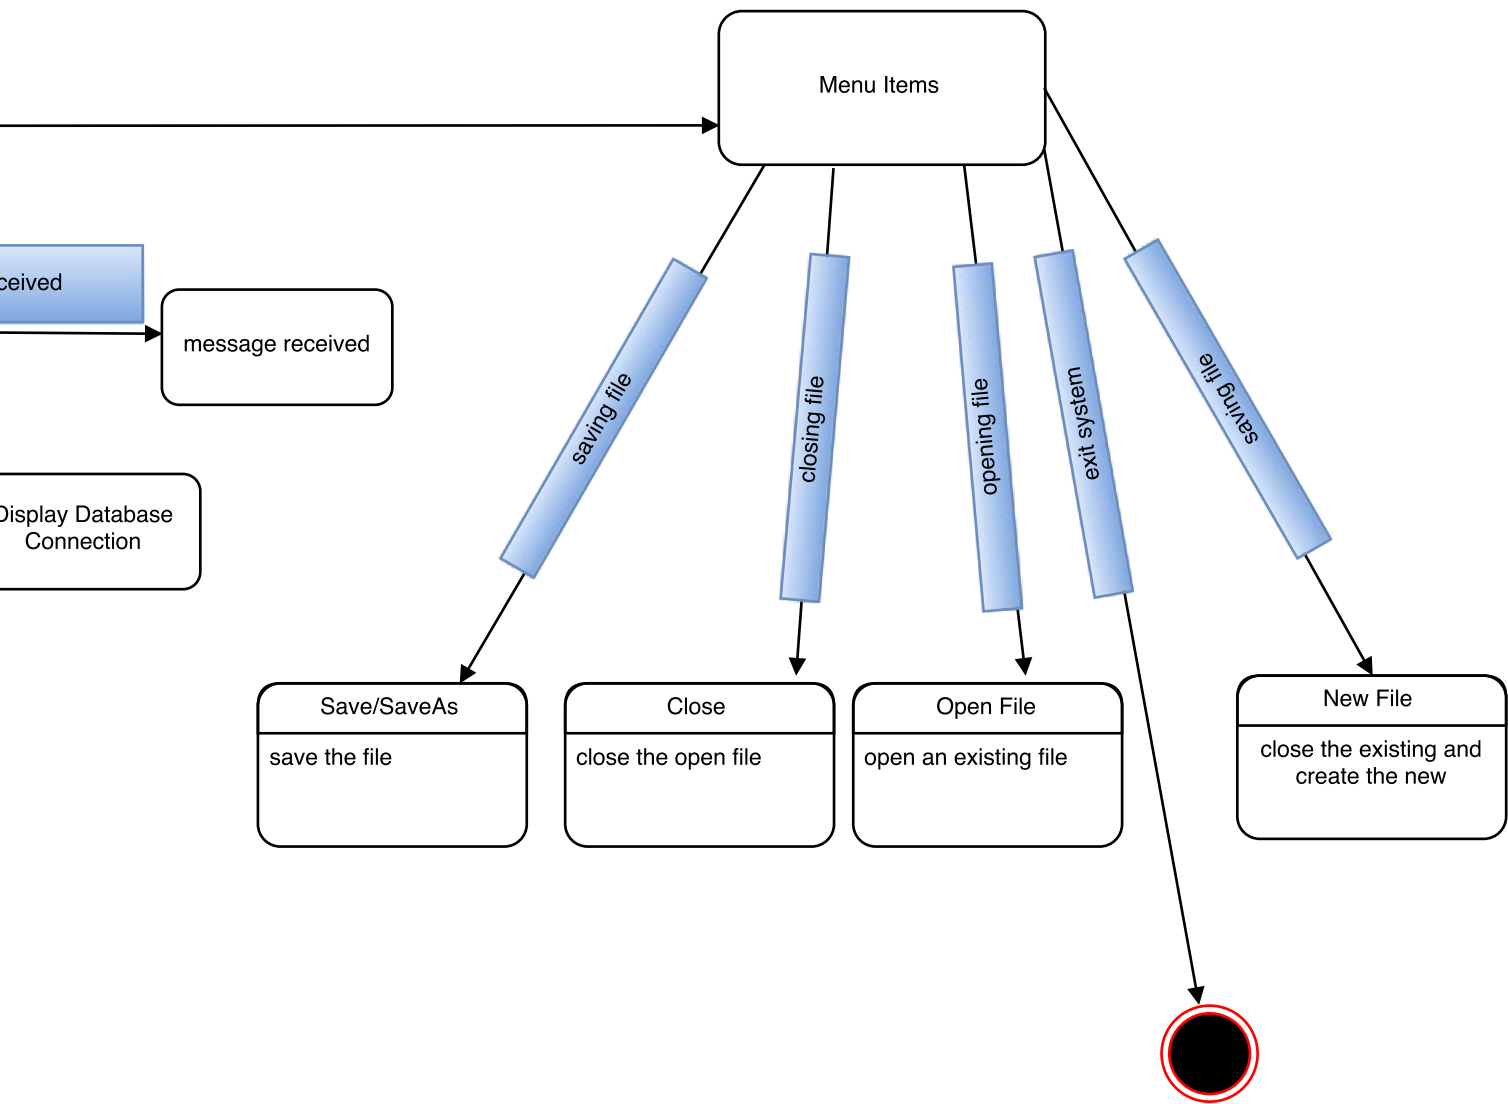 Menu Items
ceived
message received
Display Database
Connection
saving file
closing file
opening file
exit system
saving file
Save/SaveAs
save the file
Close
close the open file
Open File
open an existing file
New File
close the existing and
create the new